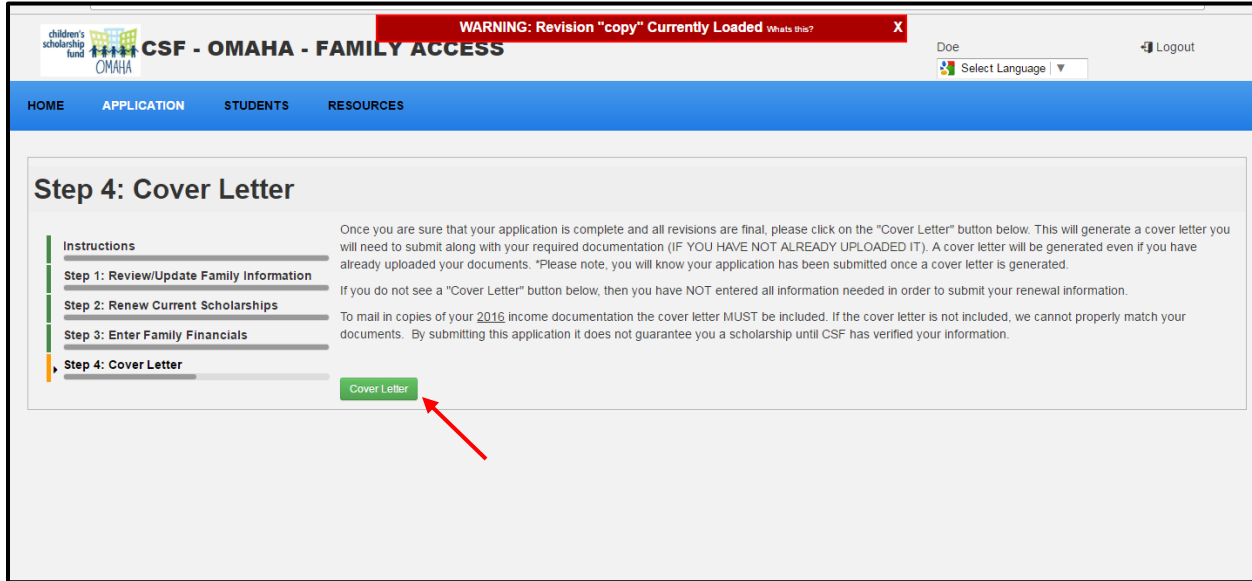 WARNING: Revision "copy" Currently Loaded Whats this? X
children's
scholarship
fund
OMAHA
CSF - OMAHA - FAMILY ACCESS
Doe
Logout
Select Language ▼
HOME APPLICATION STUDENTS RESOURCES
Step 4: Cover Letter
Instructions
Step 1: Review/Update Family Information
Step 2: Renew Current Scholarships
Step 3: Enter Family Financials
Step 4: Cover Letter
Once you are sure that your application is complete and all revisions are final, please click on the "Cover Letter" button below. This will generate a cover letter you
will need to submit along with your required documentation (IF YOU HAVE NOT ALREADY UPLOADED IT). A cover letter will be generated even if you have
already uploaded your documents. *Please note, you will know your application has been submitted once a cover letter is generated.
If you do not see a "Cover Letter" button below, then you have NOT entered all information needed in order to submit your renewal information.
To mail in copies of your 2016 income documentation the cover letter MUST be included. If the cover letter is not included, we cannot properly match your
documents. By submitting this application it does not guarantee you a scholarship until CSF has verified your information.
Cover Letter